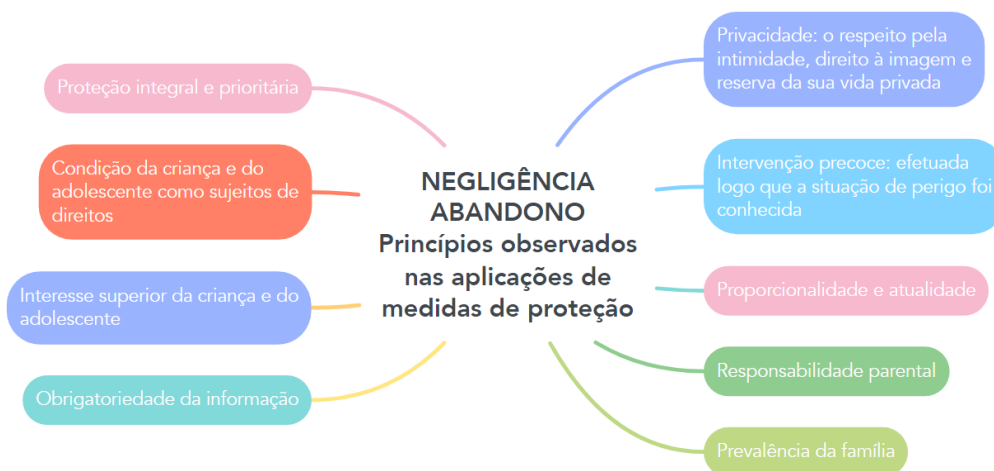 NEGLIGÊNCIA
ABANDONO
Princípios observados
nas aplicações de
medidas de proteção
Proteção integral e prioritária
Condição da criança e do
adolescente como sujeitos de
direitos
Interesse superior da criança e do
adolescente
Obrigatoriedade da informação
Privacidade: o respeito pela
intimidade, direito à imagem e
reserva da sua vida privada
Intervenção precoce: efetuada
logo que a situação de perigo foi
conhecida
Proporcionalidade e atualidade
Responsabilidade parental
Prevalência da família